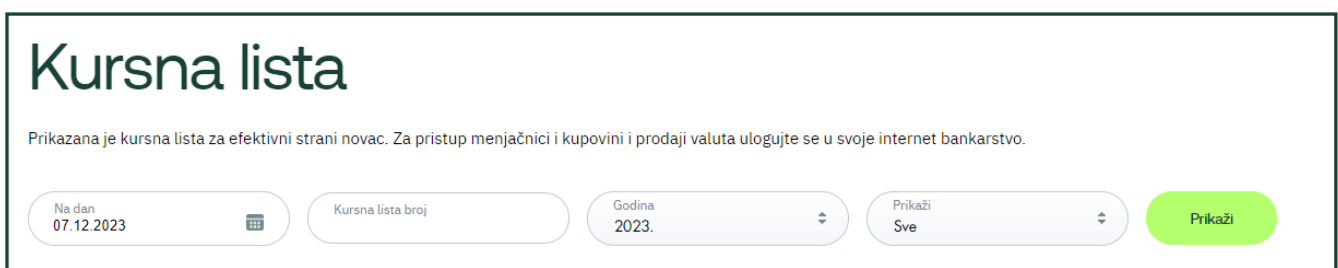 Kursna lista
Prikazana je kursna lista za efektivni strani novac. Za pristup menjačnici i kupovini i prodaji valuta ulogujte se u svoje internet bankarstvo.
Na dan
07.12.2023
Kursna lista broj
Godina
2023.
Prikaži
Sve
Prikaži